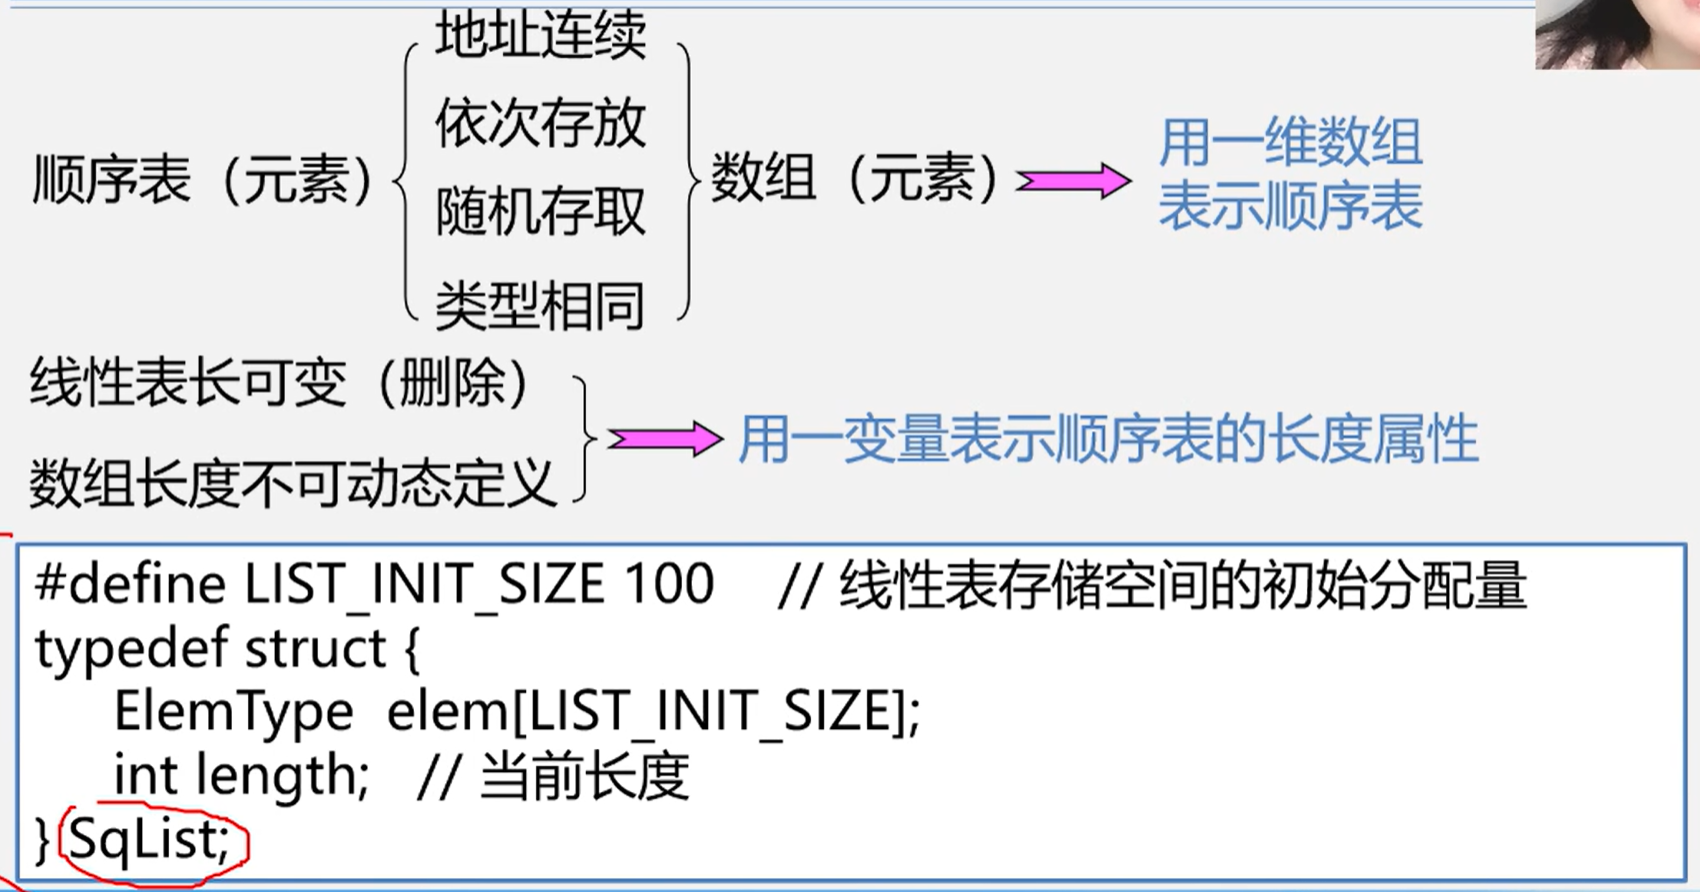 地址连续
依次存放
顺序表（元素）
随机存取
类型相同
数组（元素）
用一维数组
表示顺序表
线性表长可变（删除）
数组长度不可动态定义
用一变量表示顺序表的长度属性
#define LIST_INIT_SIZE 100 // 线性表存储空间的初始分配量
typedef struct {
ElemType elem[LIST_INIT_SIZE];
int length; // 当前长度
} SqList;